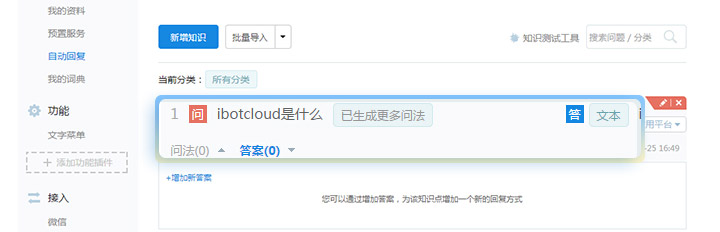 我的资料
预置服务
自动回复
我的词典
功能
文字菜单
+ 添加功能插件
接入
微信
新增知识
批量导入
知识测试工具
搜索问题 / 分类
当前分类：
所有分类
1 问 ibotcloud是什么 已生成更多问法 答 文本 i
用平台
问法(0) 答案(0)
-25 16:49
+增加新答案
您可以通过增加答案，为该知识点增加一个新的回复方式